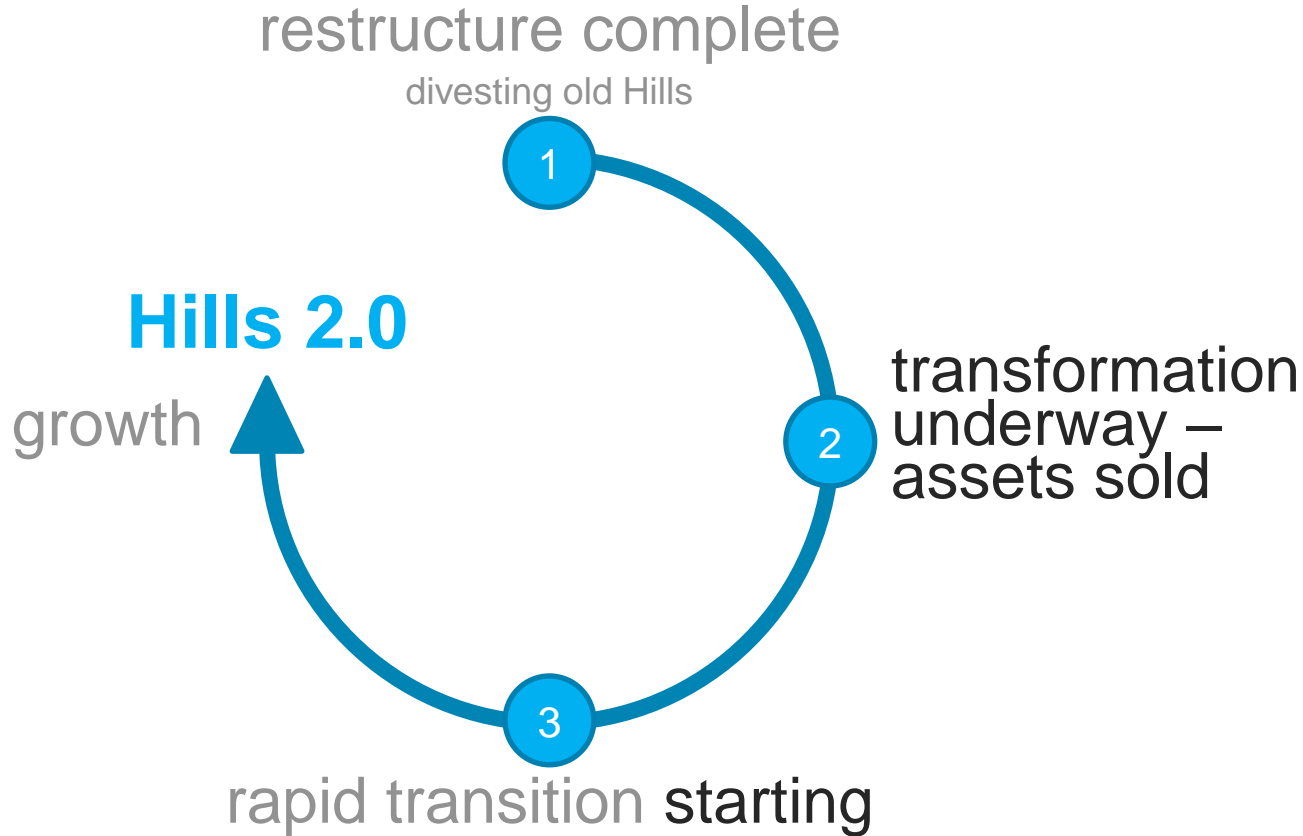 restructure complete
divesting old Hills
1
Hills 2.0
growth
transformation
underway –
assets sold
2
3
rapid transition starting